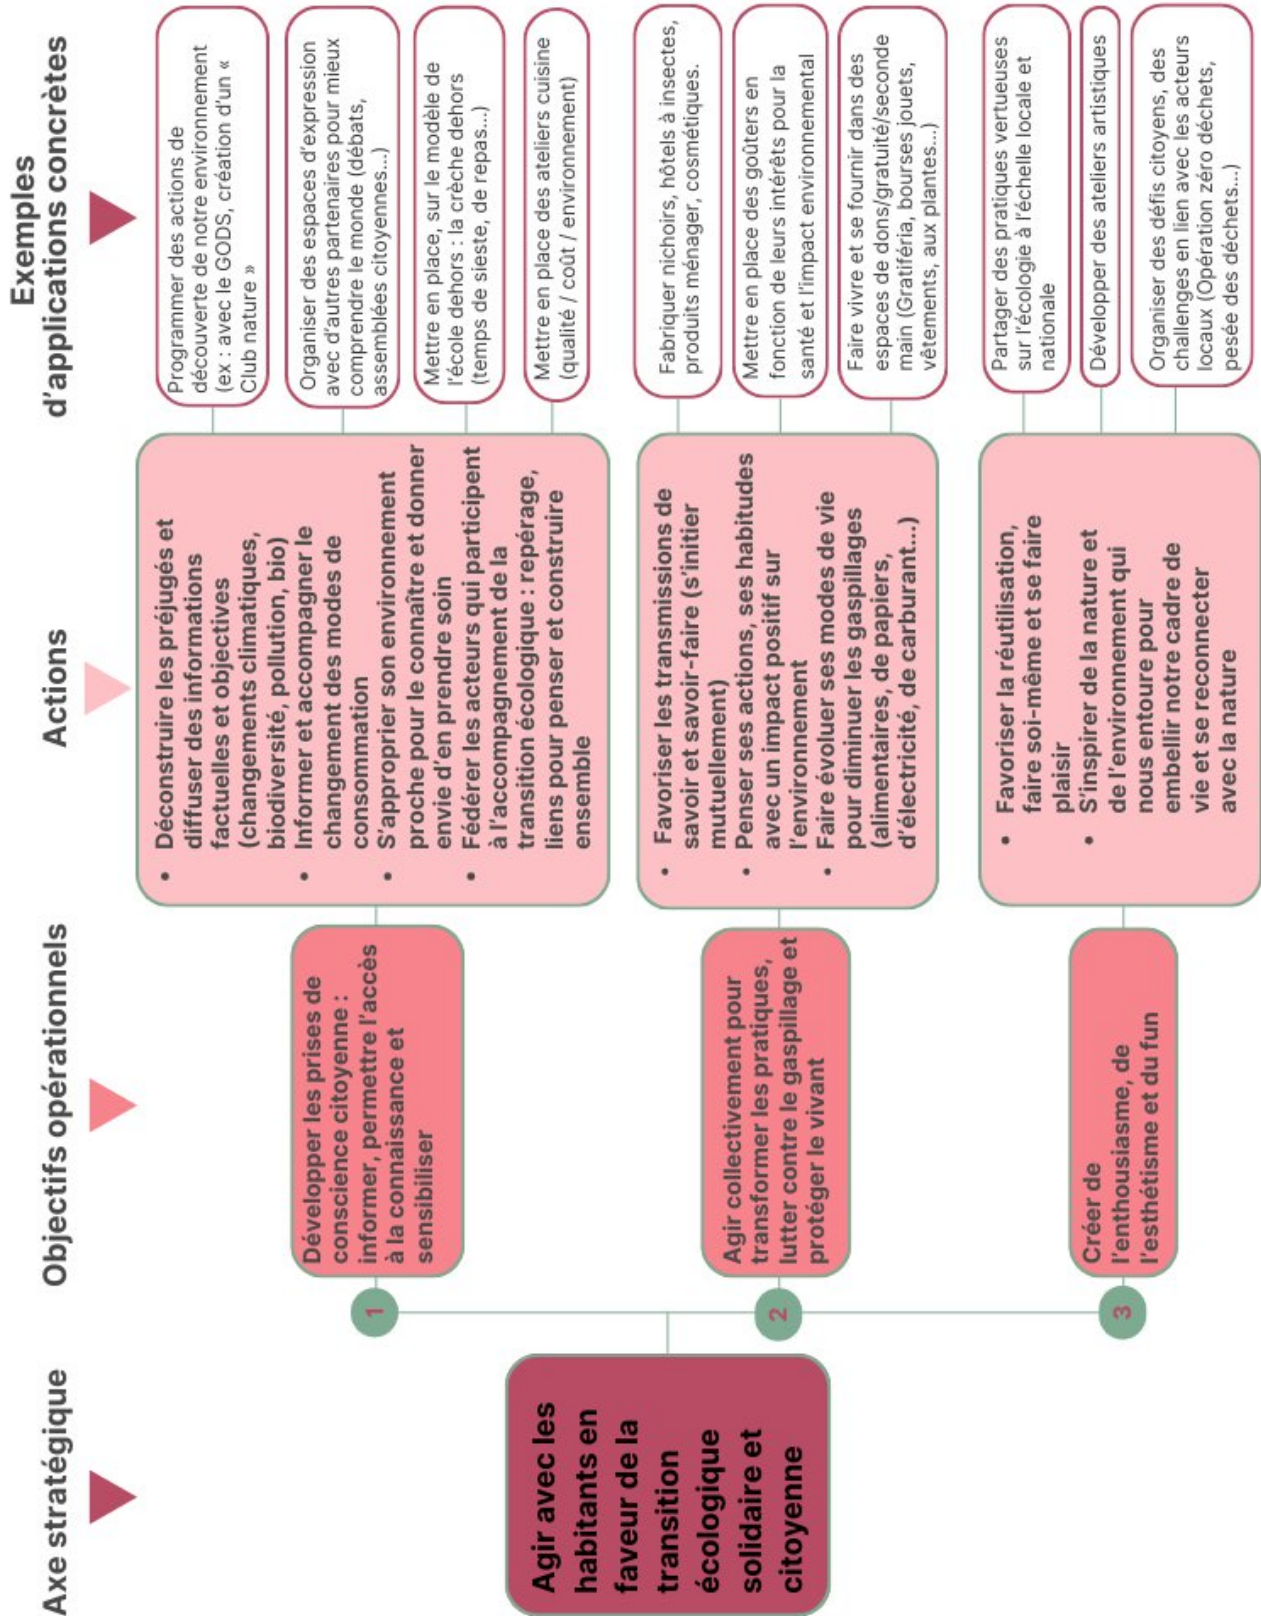 Axe stratégique
Objectifs opérationnels
Actions
Exemples
d'applications concrètes
Agir avec les
habitants en
faveur de la
transition
écologique
solidaire et
citoyenne
1
Développer les prises de
conscience citoyenne :
informer, permettre l'accès
à la connaissance et
sensibiliser
• Déconstruire les préjugés et
diffuser des informations
factuelles et objectives
(changements climatiques,
biodiversité, pollution, bio)
• Informer et accompagner le
changement des modes de
consommation
• S'approprier son environnement
proche pour le connaître et donner
envie d'en prendre soin
• Fédérer les acteurs qui participent
à l'accompagnement de la
transition écologique : repérage,
liens pour penser et construire
ensemble
Programmer des actions de
découverte de notre environnement
(ex : avec le GODS, création d'un «
Club nature »
Organiser des espaces d'expression
avec d'autres partenaires pour mieux
comprendre le monde (débats,
assemblées citoyennes...)
Mettre en place, sur le modèle de
l'école dehors : la crèche dehors
(temps de sieste, de repas...)
Mettre en place des ateliers cuisine
(qualité / coût / environnement)
2
Agir collectivement pour
transformer les pratiques,
lutter contre le gaspillage et
protéger le vivant
• Favoriser les transmissions de
savoir et savoir-faire (s'initier
mutuellement)
• Penser ses actions, ses habitudes
avec un impact positif sur
l'environnement
• Faire évoluer ses modes de vie
pour diminuer les gaspillages
(alimentaires, de papiers,
d'électricité, de carburant...)
Fabriquer nichoirs, hôtels à insectes,
produits ménager, cosmétiques.
Mettre en place des goûters en
fonction de leurs intérêts pour la
santé et l'impact environnemental
Faire vivre et se fournir dans des
espaces de dons/gratuité/seconde
main (Gratiféria, bourses jouets,
vêtements, aux plantes...)
3
Créer de
l'enthousiasme, de
l'esthétisme et du fun
• Favoriser la réutilisation,
faire soi-même et se faire
plaisir
• S'inspirer de la nature et
de l'environnement qui
nous entoure pour
embellir notre cadre de
vie et se reconnecter
avec la nature
Partager des pratiques vertueuses
sur l'écologie à l'échelle locale et
nationale
Développer des ateliers artistiques
Organiser des défis citoyens, des
challenges en lien avec les acteurs
locaux (Opération zéro déchets,
pesée des déchets...)